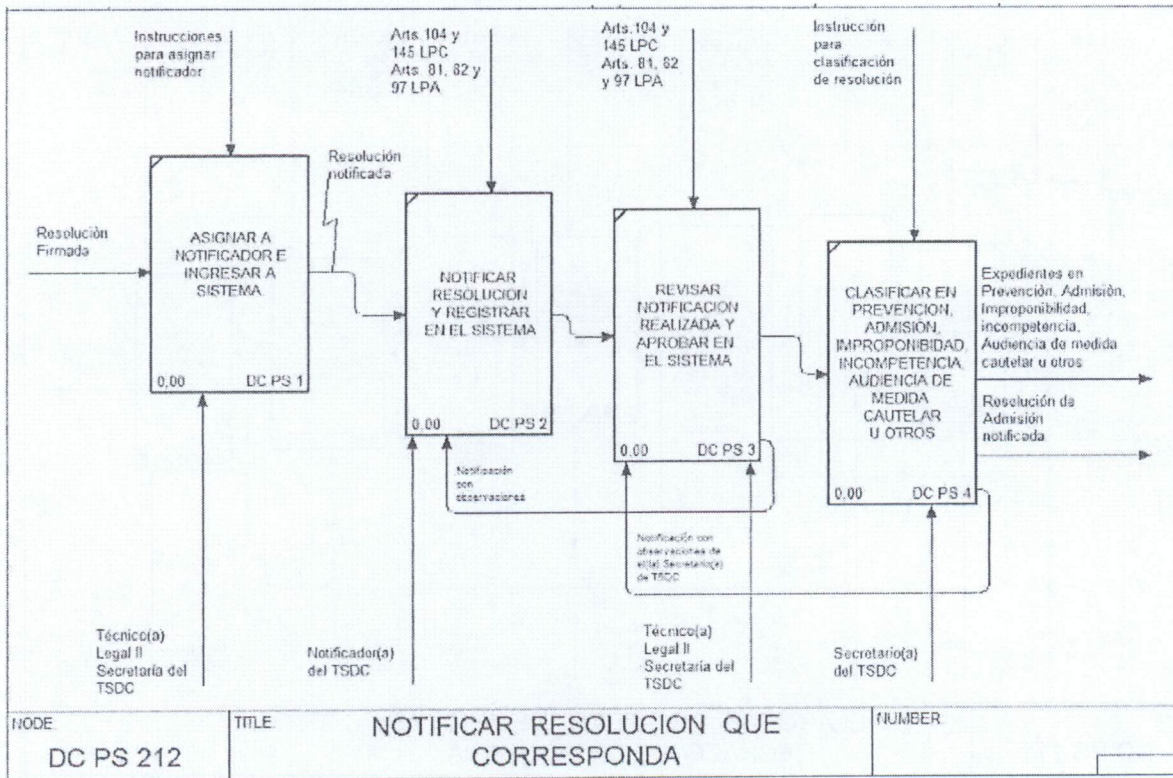 Instrucciones
para asignar
notificador
Arts. 104 y
145 LPC
Arts. 81, 82 y
97 LPA
Arts. 104 y
145 LPC
Arts. 81, 82
y 97 LPA
Instrucción
para
clasificación
de resolución
Resolución
Firmada
ASIGNAR A
NOTIFICADOR E
INGRESAR A
SISTEMA
0,00 DC PS 1
Resolución
notificada
NOTIFICAR
RESOLUCION
Y REGISTRAR
EN EL SISTEMA
0,00 DC PS 2
REVISAR
NOTIFICACION
REALIZADA Y
APROBAR EN
EL SISTEMA
0,00 DC PS 3
CLASIFICAR EN
PREVENCION,
ADMISIÓN,
IMPROPONIBIDAD,
INCOMPETENCIA,
AUDIENCIA DE
MEDIDA
CAUTELAR
U OTROS
0,00 DC PS 4
Expedientes en
Prevención, Admisión,
Improponibilidad,
incompetencia,
Audiencia de medida
cautelar u otros
Resolución de
Admisión
notificada
Notificación
con
observaciones
Notificación con
observaciones de
el(la) Secretario(a)
de TSDC
Técnico(a)
Legal II
Secretaría del
TSDC
Notificador(a)
del TSDC
Técnico(a)
Legal II
Secretaría del
TSDC
Secretario(a)
del TSDC
NODE:
DC PS 212
TITLE:
NOTIFICAR RESOLUCION QUE
CORRESPONDA
NUMBER: